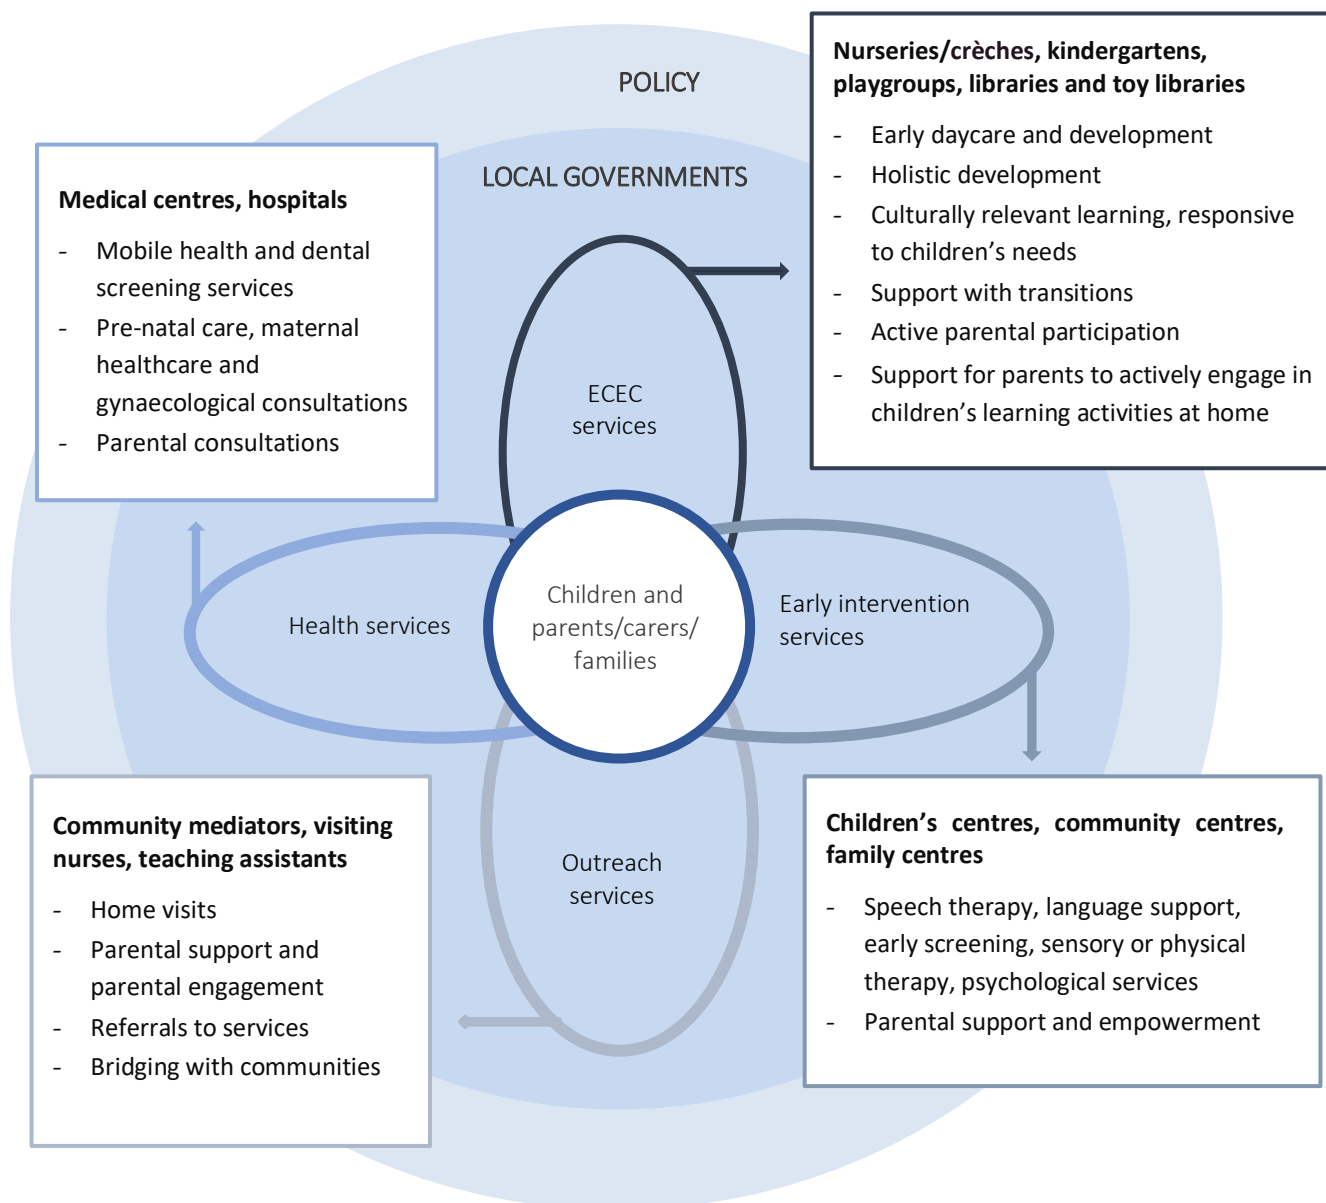 POLICY
LOCAL GOVERNMENTS
Nurseries/crèches, kindergartens,
playgroups, libraries and toy libraries
- Early daycare and development
- Holistic development
- Culturally relevant learning, responsive
to children’s needs
- Support with transitions
- Active parental participation
- Support for parents to actively engage in
children’s learning activities at home
Medical centres, hospitals
- Mobile health and dental
screening services
- Pre-natal care, maternal
healthcare and
gynaecological consultations
- Parental consultations
ECEC
services
Health services
Children and
parents/carers/
families
Early intervention
services
Outreach
services
Community mediators, visiting
nurses, teaching assistants
- Home visits
- Parental support and
parental engagement
- Referrals to services
- Bridging with communities
Children’s centres, community centres,
family centres
- Speech therapy, language support,
early screening, sensory or physical
therapy, psychological services
- Parental support and empowerment